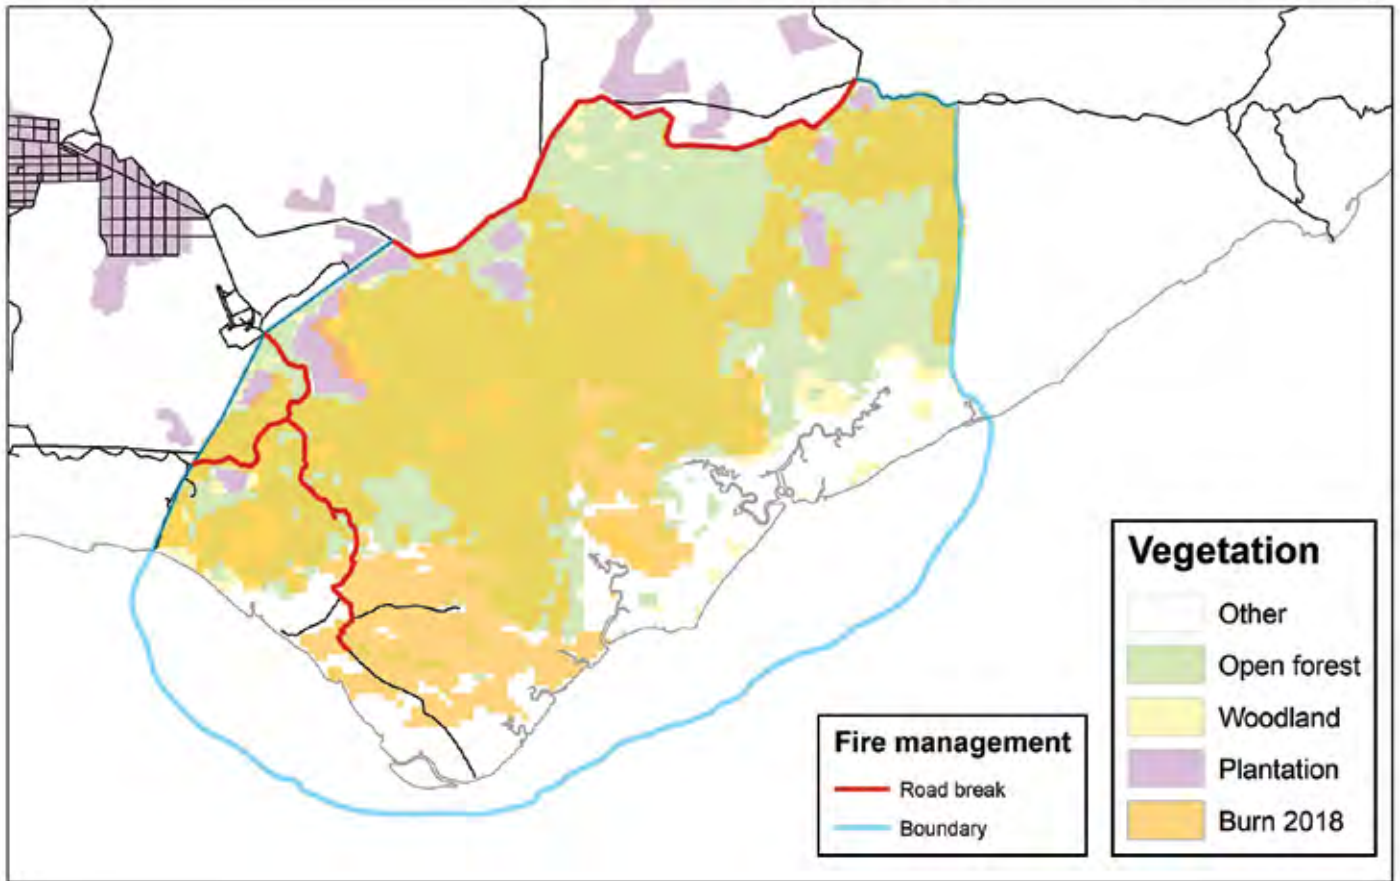 Vegetation
Other
Open forest
Woodland
Plantation
Burn 2018
Fire management
Road break
Boundary